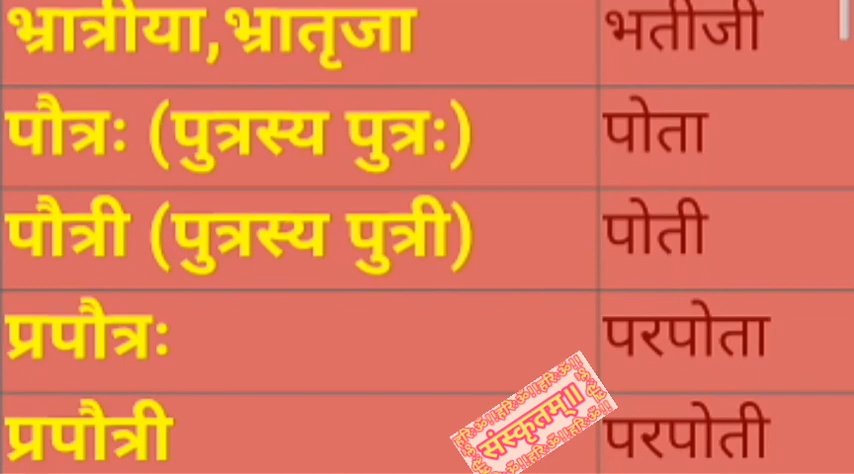 भ्रात्रीया,भ्रातृजा भतीजी
पौत्रः (पुत्रस्य पुत्रः) पोता
पौत्री (पुत्रस्य पुत्री) पोती
प्रपौत्रः परपोता
प्रपौत्री परपोती
संस्कृतम्॥